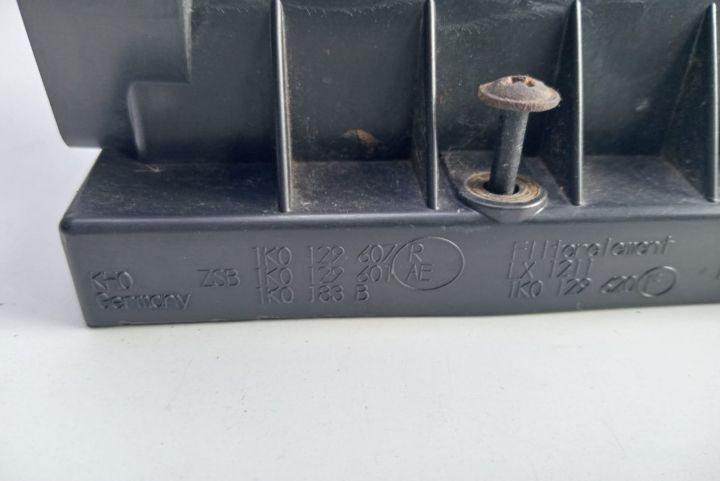 KHO
Germany
ZSB
1K0 129 607 R
1K0 129 601 AE
1K0 183 B
Filterelement
LX 1211
1K0 129 620